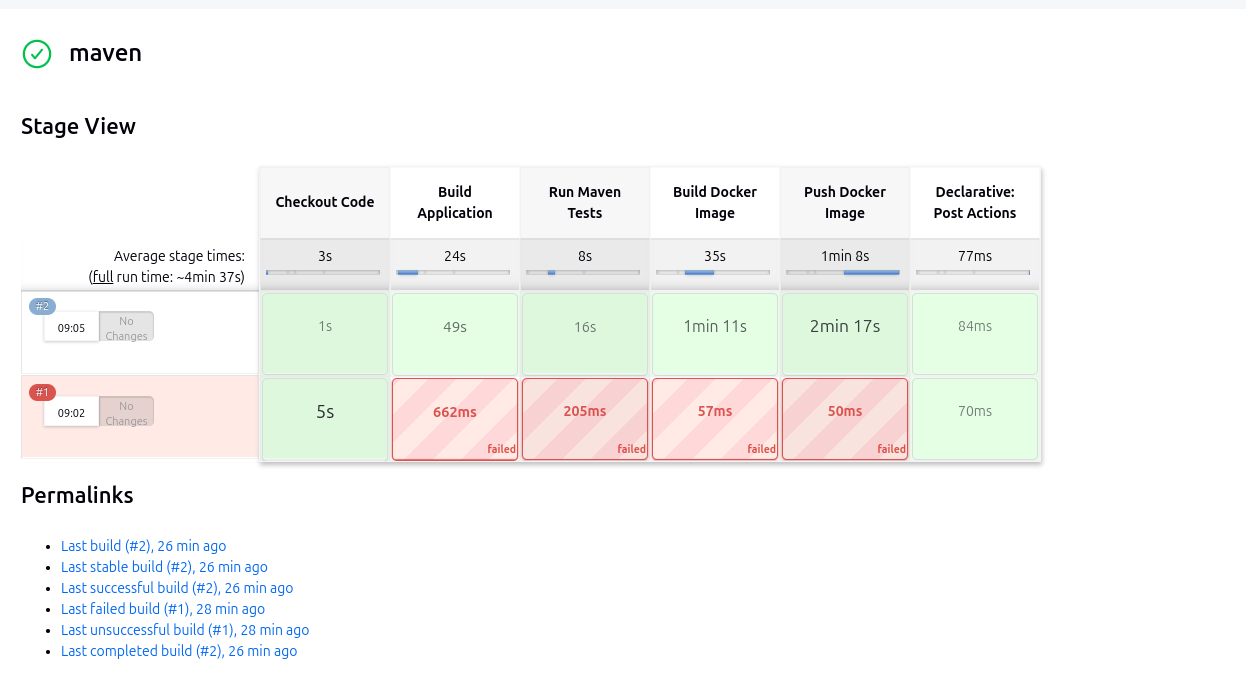 maven
Stage View
Checkout Code
Build
Application
Run Maven
Tests
Build Docker
Image
Push Docker
Image
Declarative:
Post Actions
Average stage times:
(full run time: ~4min 37s)
3s
24s
8s
35s
1min 8s
77ms
#2
09:05
No
Changes
1s
49s
16s
1min 11s
2min 17s
84ms
#1
09:02
No
Changes
5s
662ms
failed
205ms
failed
57ms
failed
50ms
failed
70ms
Permalinks
Last build (#2), 26 min ago
Last stable build (#2), 26 min ago
Last successful build (#2), 26 min ago
Last failed build (#1), 28 min ago
Last unsuccessful build (#1), 28 min ago
Last completed build (#2), 26 min ago